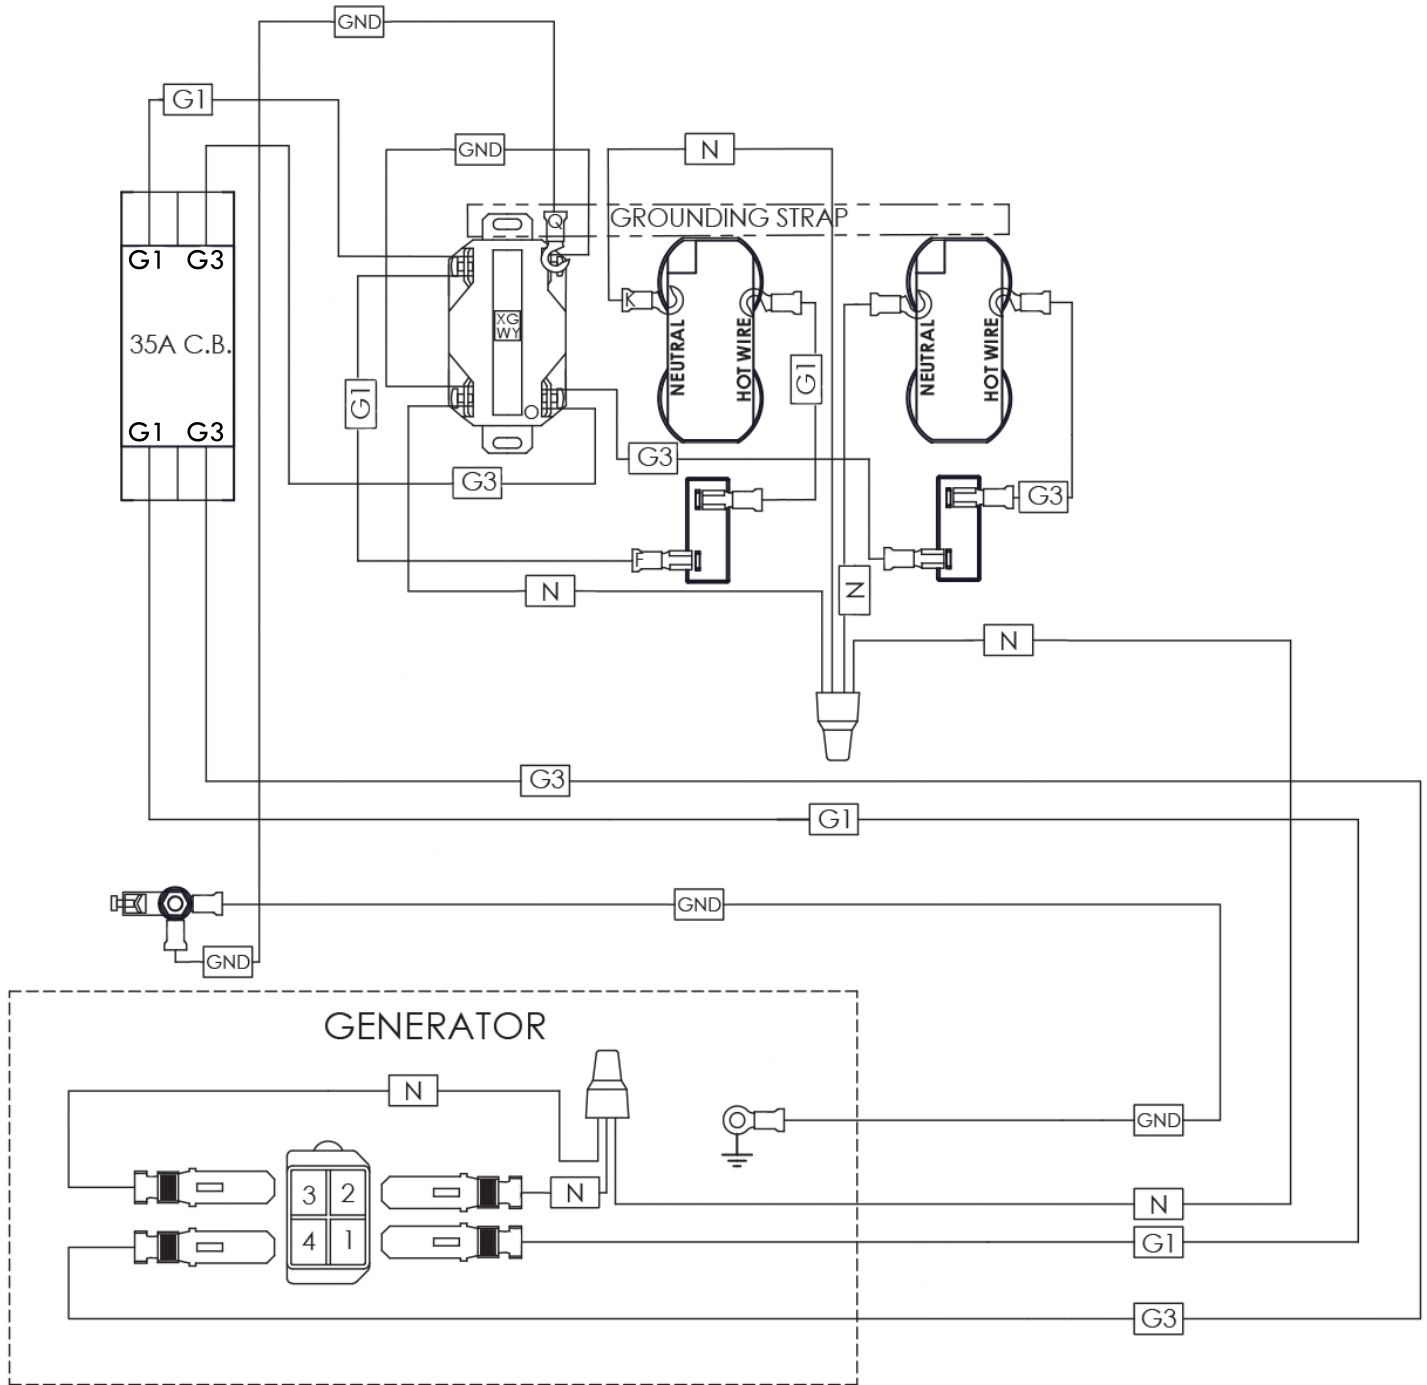 GND
G1
GND
N
GROUNDING STRAP
Q
G1 G3
K
XG
WY
NEUTRAL
HOT WIRE
NEUTRAL
HOT WIRE
35A C.B.
G1
G1
G1 G3
G3
G3
G3
F
N
N
N
G3
G1
GND
GND
GENERATOR
N
GND
3 2
N
N
4 1
G1
G3